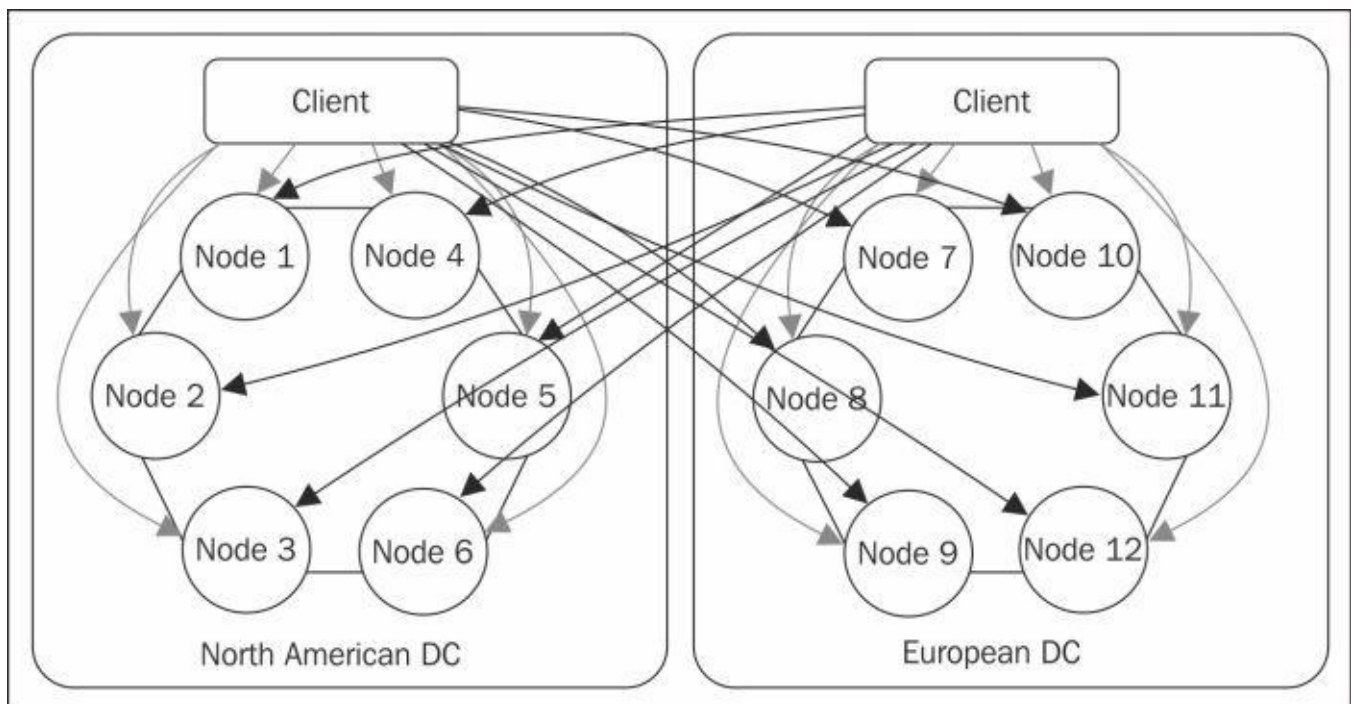 Client
Client
Node 1
Node 4
Node 7
Node 10
Node 2
Node 5
Node 8
Node 11
Node 3
Node 6
Node 9
Node 12
North American DC
European DC